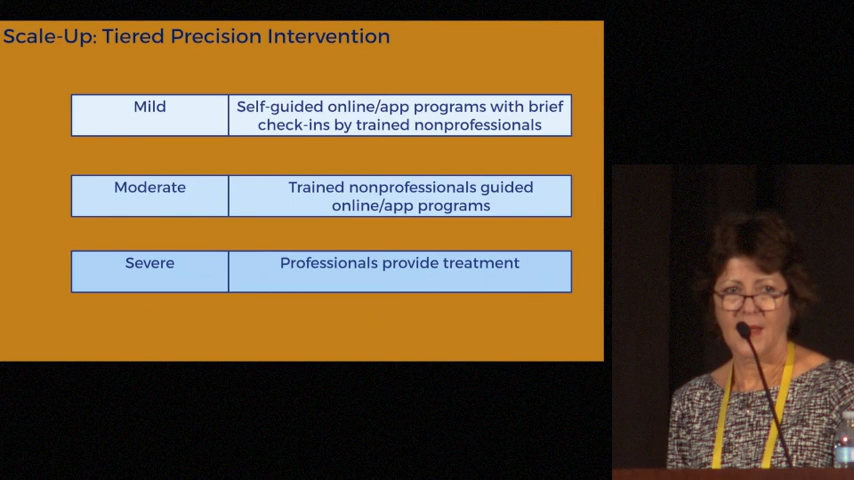 Scale-Up: Tiered Precision Intervention
Mild
Self-guided online/app programs with brief
check-ins by trained nonprofessionals
Moderate
Trained nonprofessionals guided
online/app programs
Severe
Professionals provide treatment